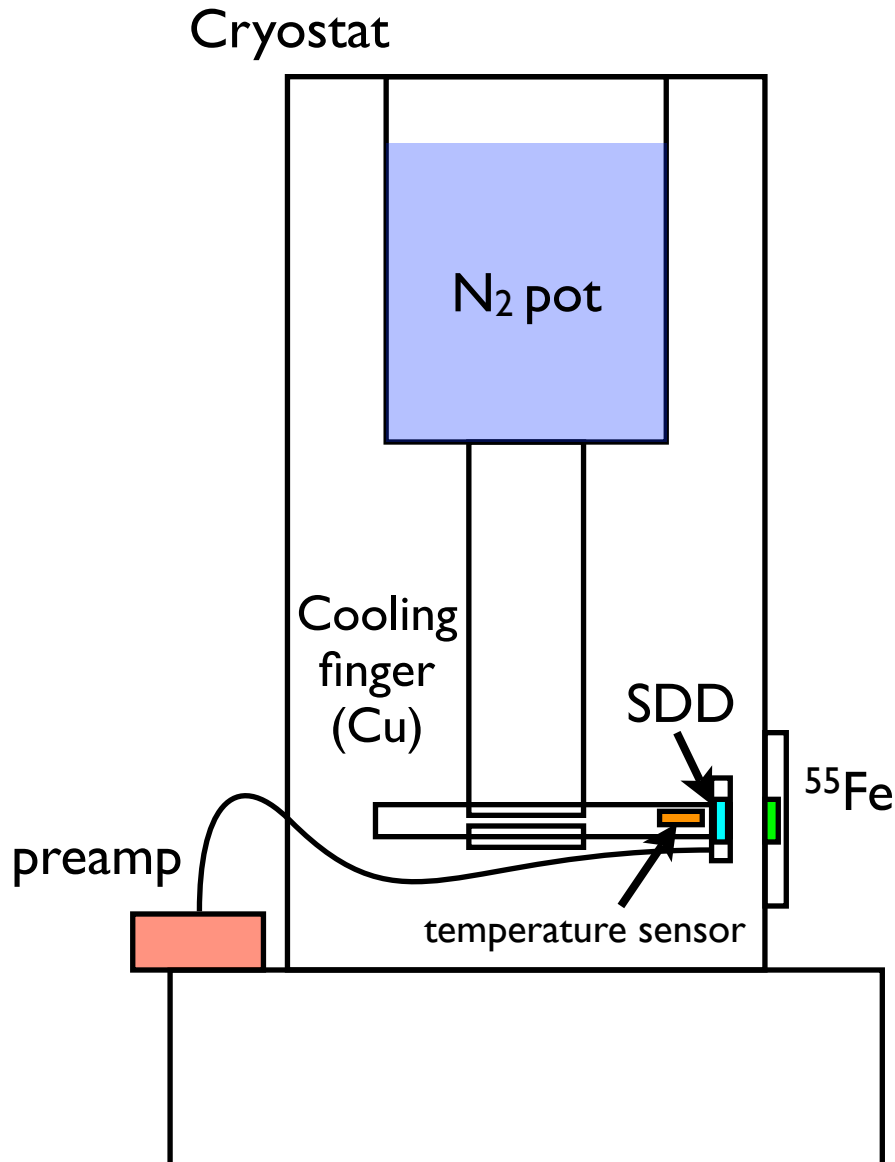 Cryostat
N₂ pot
Cooling
finger
(Cu)
SDD
⁵⁵Fe
preamp
temperature sensor